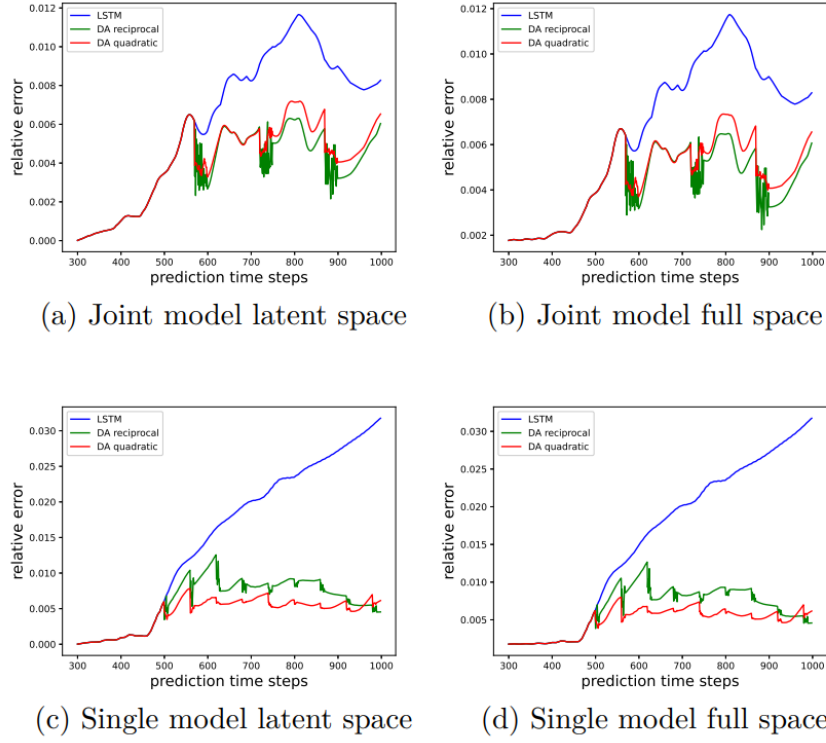 0.012
0.010
0.008
0.006
0.004
0.002
0.000
relative error
LSTM
DA reciprocal
DA quadratic
300 400 500 600 700 800 900 1000
prediction time steps
(a) Joint model latent space
0.012
0.010
0.008
0.006
0.004
0.002
relative error
LSTM
DA reciprocal
DA quadratic
300 400 500 600 700 800 900 1000
prediction time steps
(b) Joint model full space
0.030
0.025
0.020
0.015
0.010
0.005
0.000
relative error
LSTM
DA reciprocal
DA quadratic
300 400 500 600 700 800 900 1000
prediction time steps
(c) Single model latent space
0.030
0.025
0.020
0.015
0.010
0.005
relative error
LSTM
DA reciprocal
DA quadratic
300 400 500 600 700 800 900 1000
prediction time steps
(d) Single model full space